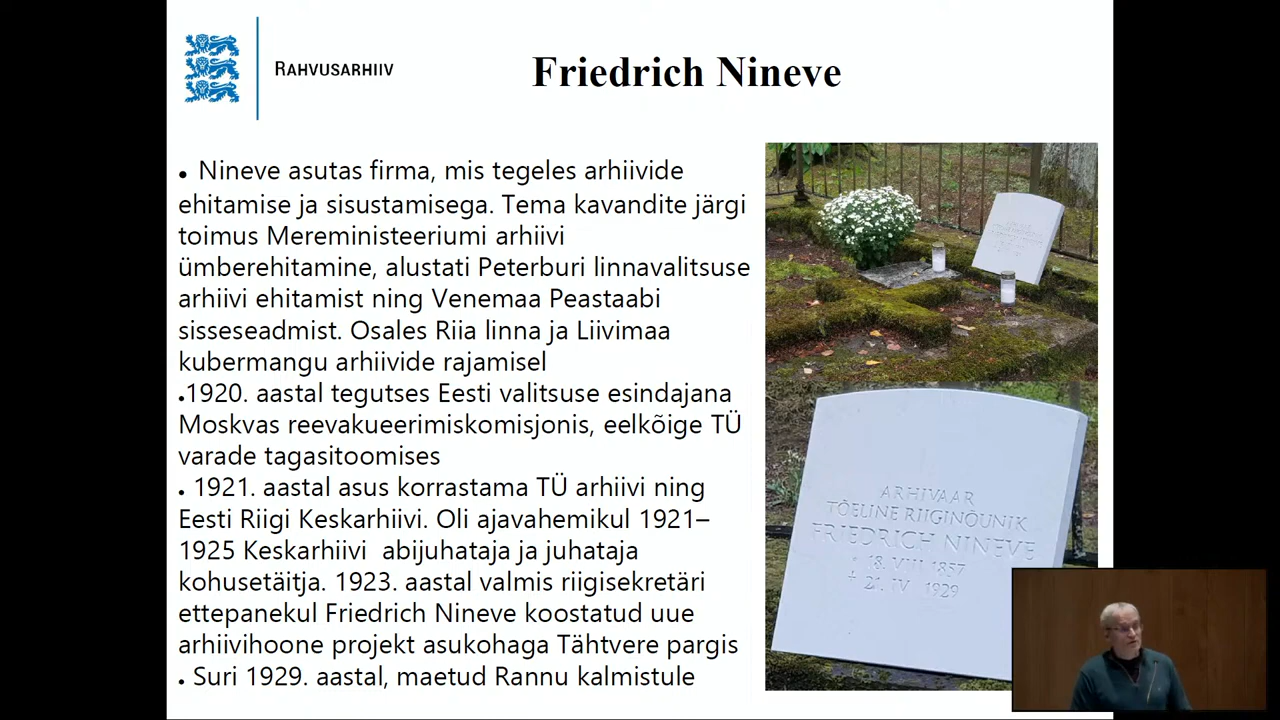 RAHVUSARHIIV
Friedrich Nineve
• Nineve asutas firma, mis tegeles arhiivide
ehitamise ja sisustamisega. Tema kavandite järgi
toimus Mereministeeriumi arhiivi
ümberehitamine, alustati Peterburi linnavalitsuse
arhiivi ehitamist ning Venemaa Peastaabi
sisseseadmist. Osales Riia linna ja Liivimaa
kubermangu arhiivide rajamisel
•1920. aastal tegutses Eesti valitsuse esindajana
Moskvas reevakueerimiskomisjonis, eelkõige TÜ
varade tagasitoomises
• 1921. aastal asus korrastama TÜ arhiivi ning
Eesti Riigi Keskarhiivi. Oli ajavahemikul 1921–
1925 Keskarhiivi  abijuhataja ja juhataja
kohusetäitja. 1923. aastal valmis riigisekretäri
ettepanekul Friedrich Nineve koostatud uue
arhiivihoone projekt asukohaga Tähtvere pargis
• Suri 1929. aastal, maetud Rannu kalmistule
ARHIVAAR
TÕELINE RIIGINÕUNIK
FRIEDRICH NINEVE
* 18. VIII 1857
† 21. IV 1929